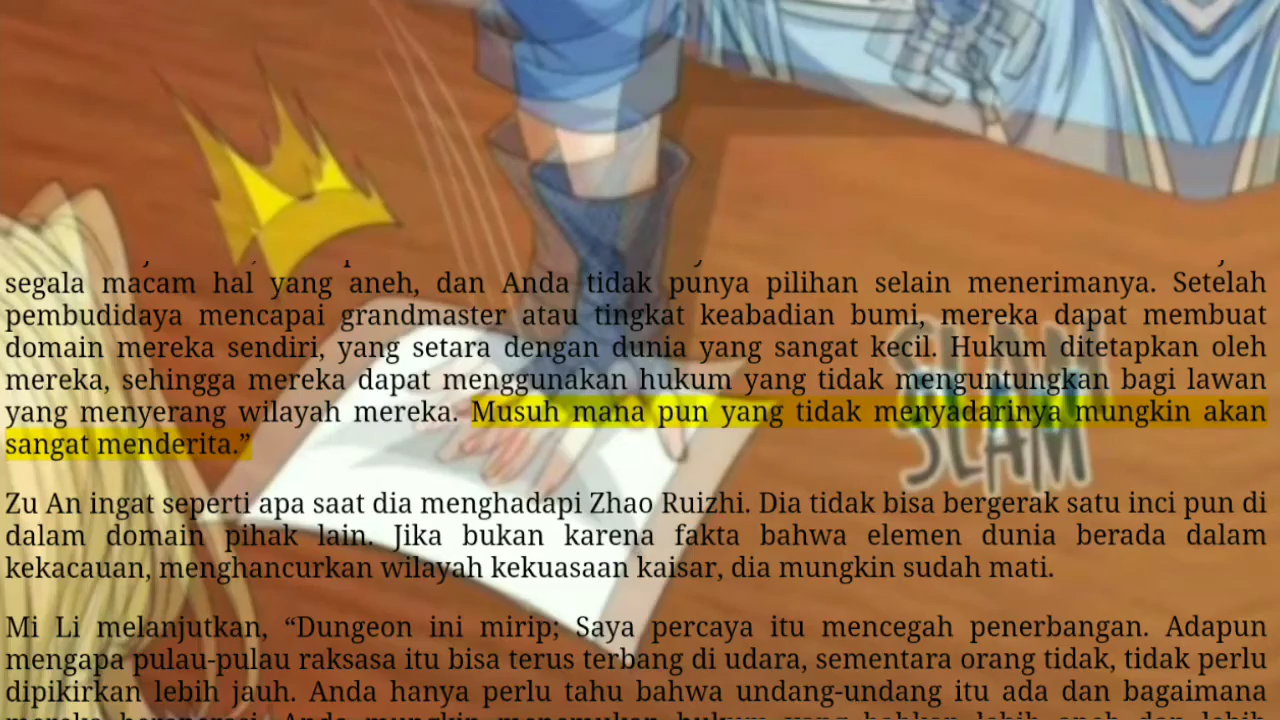 segala macam hal yang aneh, dan Anda tidak punya pilihan selain menerimanya. Setelah
pembudidaya mencapai grandmaster atau tingkat keabadian bumi, mereka dapat membuat
domain mereka sendiri, yang setara dengan dunia yang sangat kecil. Hukum ditetapkan oleh
mereka, sehingga mereka dapat menggunakan hukum yang tidak menguntungkan bagi lawan
yang menyerang wilayah mereka. Musuh mana pun yang tidak menyadarinya mungkin akan
sangat menderita.”
SLAM
SLAM
Zu An ingat seperti apa saat dia menghadapi Zhao Ruizhi. Dia tidak bisa bergerak satu inci pun di
dalam domain pihak lain. Jika bukan karena fakta bahwa elemen dunia berada dalam
kekacauan, menghancurkan wilayah kekuasaan kaisar, dia mungkin sudah mati.
Mi Li melanjutkan, “Dungeon ini mirip; Saya percaya itu mencegah penerbangan. Adapun
mengapa pulau-pulau raksasa itu bisa terus terbang di udara, sementara orang tidak, tidak perlu
dipikirkan lebih jauh. Anda hanya perlu tahu bahwa undang-undang itu ada dan bagaimana